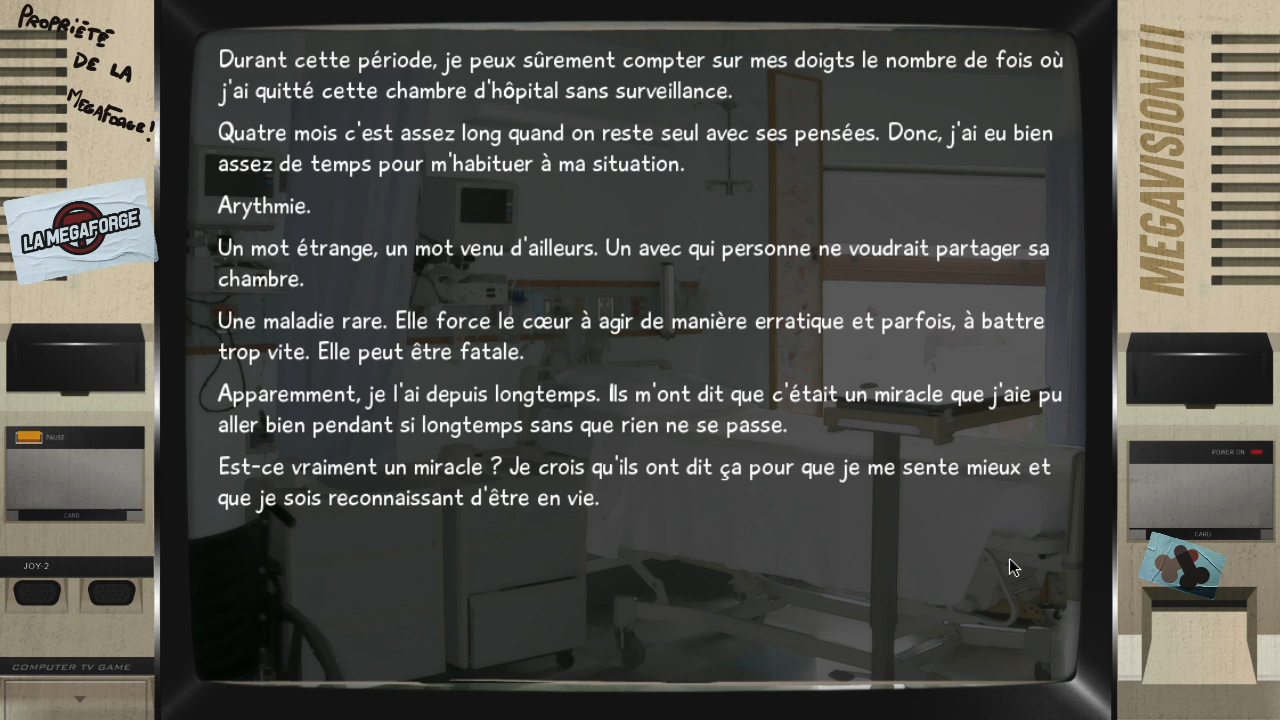 PROPRIÉTÉ
DE LA
MEGAFORGE!
LA MEGAFORGE
PAUSE
CARD
JOY-2
COMPUTER TV GAME
Durant cette période, je peux sûrement compter sur mes doigts le nombre de fois où
j'ai quitté cette chambre d'hôpital sans surveillance.
Quatre mois c'est assez long quand on reste seul avec ses pensées. Donc, j'ai eu bien
assez de temps pour m'habituer à ma situation.
Arythmie.
Un mot étrange, un mot venu d'ailleurs. Un avec qui personne ne voudrait partager sa
chambre.
Une maladie rare. Elle force le cœur à agir de manière erratique et parfois, à battre
trop vite. Elle peut être fatale.
Apparemment, je l'ai depuis longtemps. Ils m'ont dit que c'était un miracle que j'aie pu
aller bien pendant si longtemps sans que rien ne se passe.
Est-ce vraiment un miracle ? Je crois qu'ils ont dit ça pour que je me sente mieux et
que je sois reconnaissant d'être en vie.
MEGAVISION!!!
POWER ON
CARD